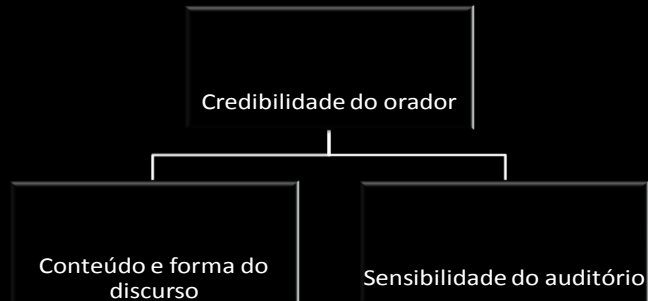 Credibilidade do orador
Conteúdo e forma do
discurso
Sensibilidade do auditório